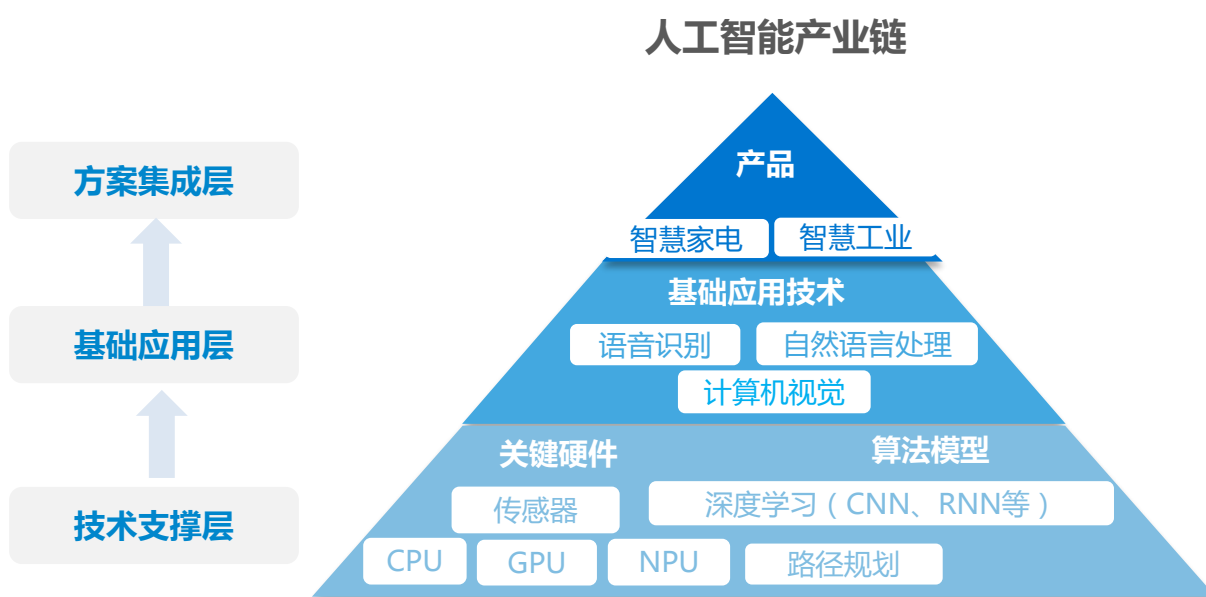 人工智能产业链
方案集成层
产品
智慧家电
智慧工业
基础应用层
基础应用技术
语音识别
自然语言处理
计算机视觉
技术支撑层
关键硬件
算法模型
传感器
深度学习（CNN、RNN等）
CPU
GPU
NPU
路径规划